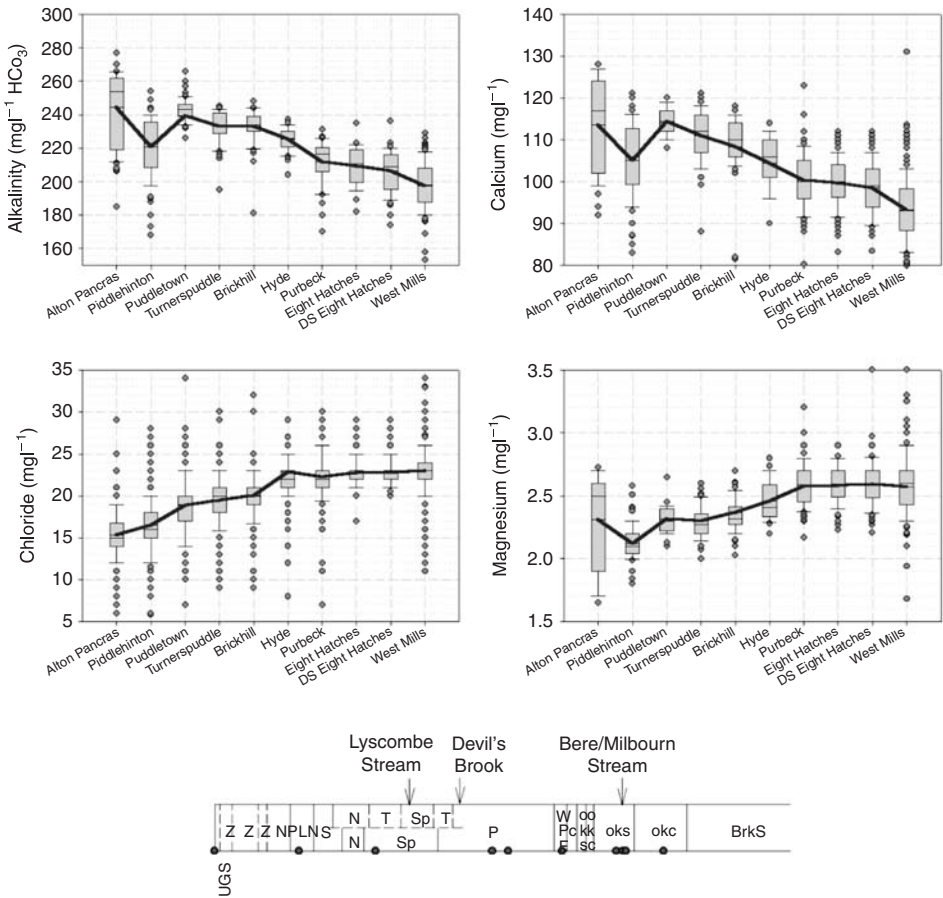 Alkalinity (mgl−1 HCo3)
300
280
260
240
220
200
180
160
Alton Pancras
Piddlehinton
Puddletown
Turnerspuddle
Brickhill
Hyde
Purbeck
Eight Hatches
DS Eight Hatches
West Mills
Calcium (mgl−1)
140
130
120
110
100
90
80
Alton Pancras
Piddlehinton
Puddletown
Turnerspuddle
Brickhill
Hyde
Purbeck
Eight Hatches
DS Eight Hatches
West Mills
Chloride (mgl−1)
35
30
25
20
15
10
5
Alton Pancras
Piddlehinton
Puddletown
Turnerspuddle
Brickhill
Hyde
Purbeck
Eight Hatches
DS Eight Hatches
West Mills
Magnesium (mgl−1)
3.5
3.0
2.5
2.0
1.5
Alton Pancras
Piddlehinton
Puddletown
Turnerspuddle
Brickhill
Hyde
Purbeck
Eight Hatches
DS Eight Hatches
West Mills
Lyscombe
Stream
Devil's
Brook
Bere/Milbourn
Stream
N T Sp T W oo
Z Z Z N P L N S P P c kk oks okc BrkS
N Sp sc
UGS